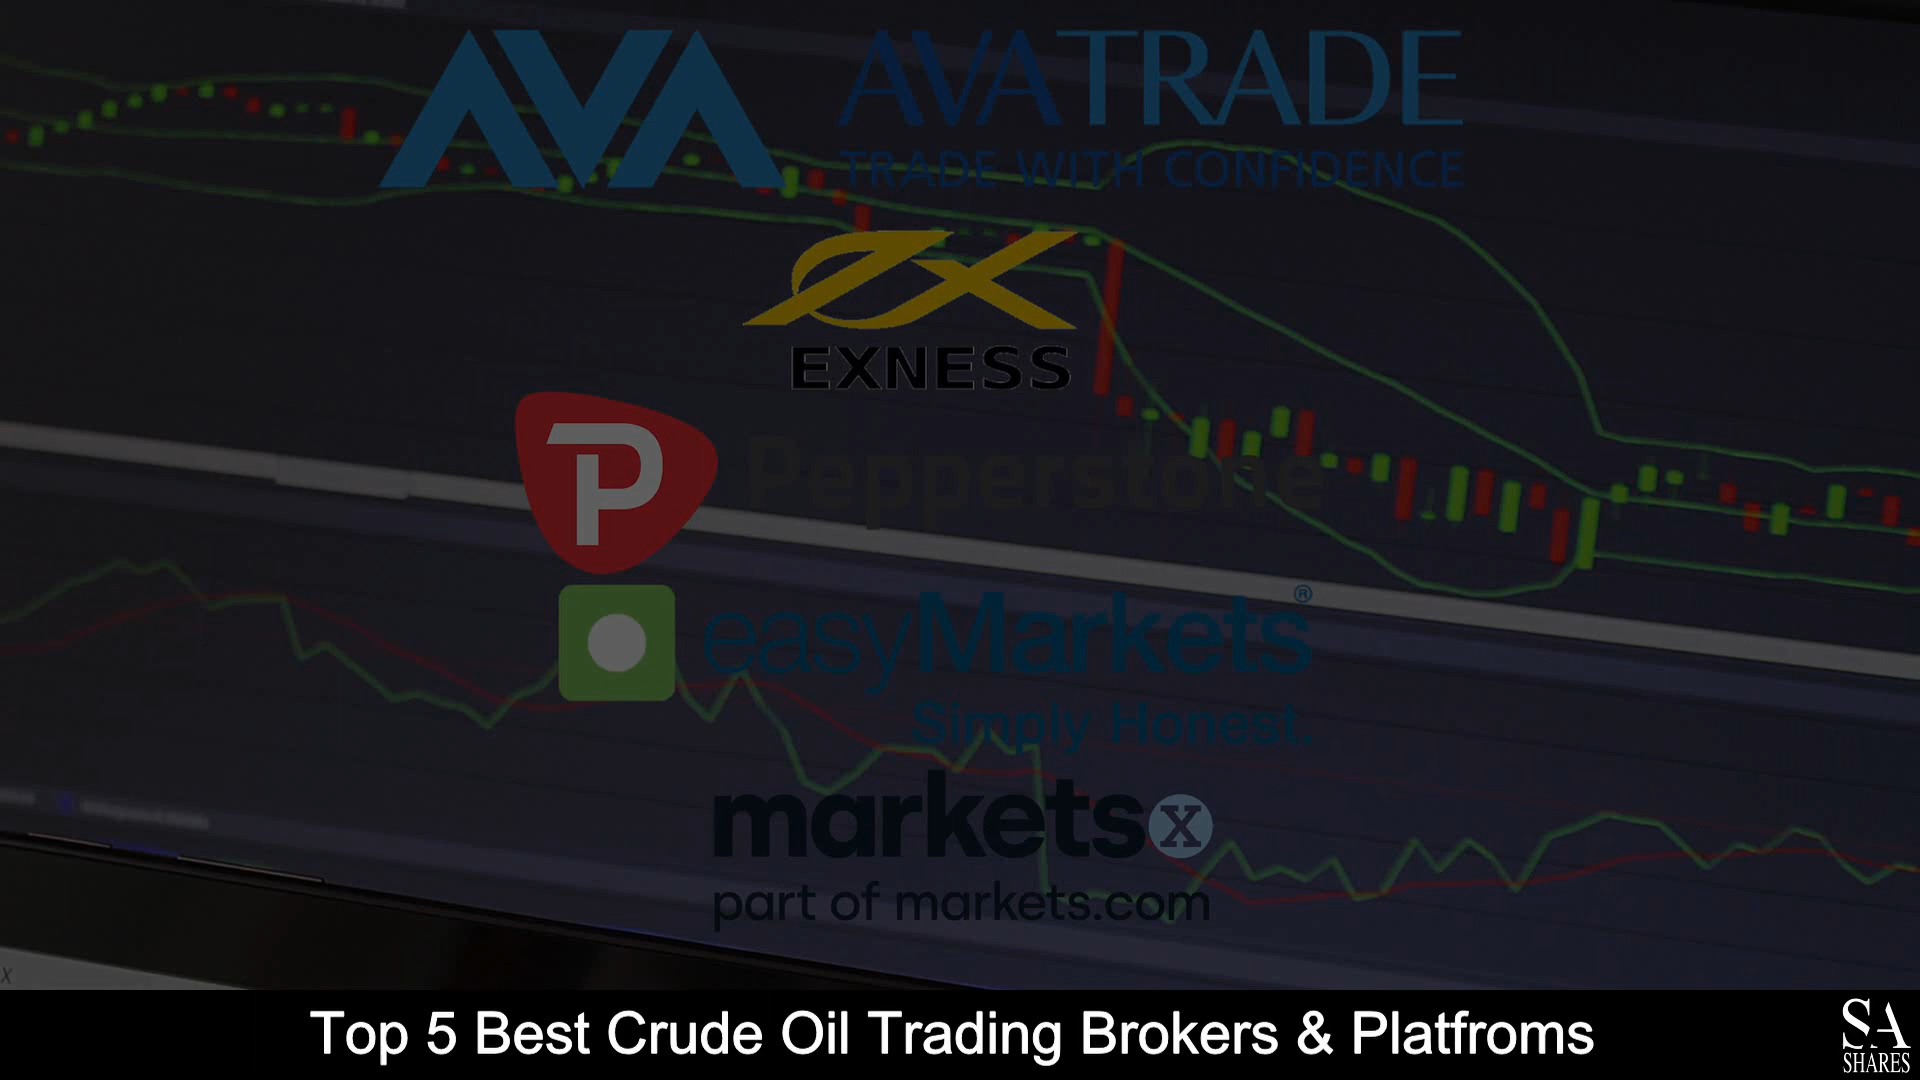 AVA AVATRADE
TRADE WITH CONFIDENCE
EXNESS
P Pepperstone
easyMarkets®
Simply Honest.
marketsx
part of markets.com
X
Top 5 Best Crude Oil Trading Brokers & Platfroms
SA
SHARES